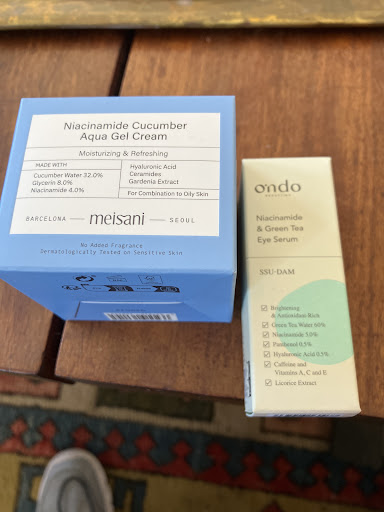 Niacinamide Cucumber
Aqua Gel Cream
Moisturizing & Refreshing
MADE WITH
Cucumber Water 32.0%
Glycerin 8.0%
Niacinamide 4.0%
Hyaluronic Acid
Ceramides
Gardenia Extract
For Combination to Oily Skin
BARCELONA — meisani — SEOUL
No Added Fragrance
Dermatologically Tested on Sensitive Skin
ondo
Niacinamide
& Green Tea
Eye Serum
SSU-DAM
Brightening
& Antioxidant-Rich
Green Tea Water 60%
Niacinamide 5.0%
Panthenol 0.5%
Hyaluronic Acid 0.5%
Caffeine and
Vitamins A, C and E
Licorice Extract